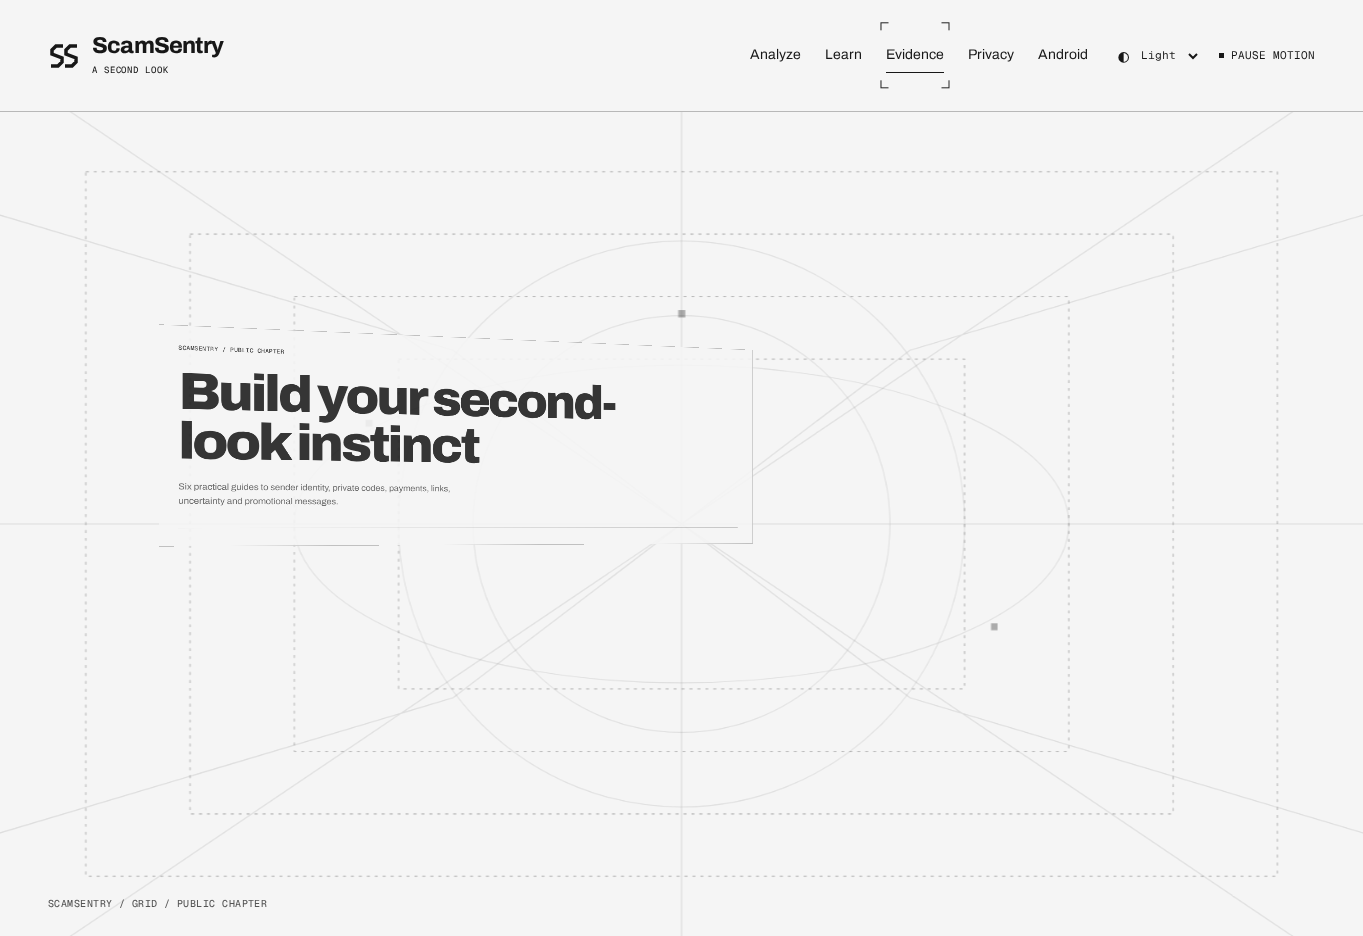 ScamSentry
A SECOND LOOK
Analyze Learn Evidence Privacy Android Light PAUSE MOTION
SCAMSENTRY / PUBLIC CHAPTER
Build your second-
look instinct
Six practical guides to sender identity, private codes, payments, links,
uncertainty and promotional messages.
SCAMSENTRY / GRID / PUBLIC CHAPTER